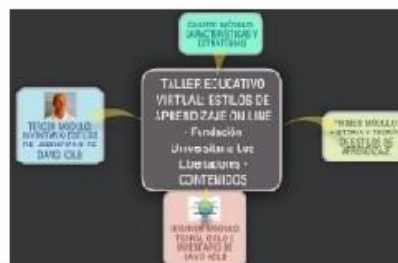 CUARTO MÓDULO:
CARACTERÍSTICAS Y
ESTRATEGIAS
TALLER EDUCATIVO
VIRTUAL: ESTILOS DE
APRENDIZAJE ON LINE
- Fundación
Universitaria Los
Libertadores -
CONTENIDOS
TERCER MÓDULO:
INVENTARIO ESTILOS
DE APRENDIZAJE DE
DAVID KOLB
PRIMER MÓDULO:
HISTORIA Y TEORÍA
DE ESTILOS DE
APRENDIZAJE
SEGUNDO MÓDULO:
TEORÍA, CICLO E
INVENTARIO DE
DAVID KOLB